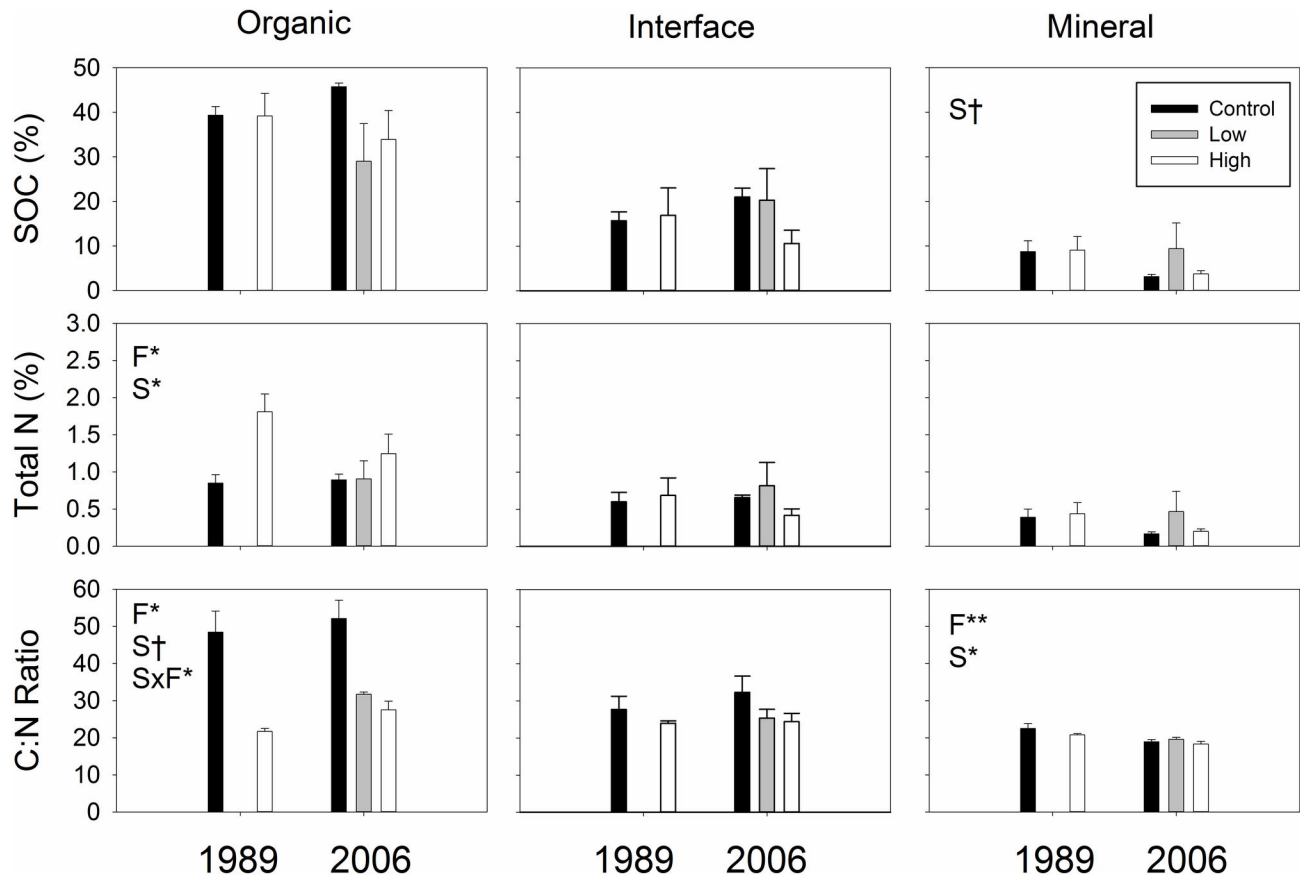 Organic Interface Mineral
SOC (%)
50
40
30
20
10
0
S†
Control
Low
High
Total N (%)
3.0
2.5
2.0
1.5
1.0
0.5
0.0
F*
S*
C:N Ratio
60
50
40
30
20
10
0
F*
S†
SxF*
F**
S*
1989 2006 1989 2006 1989 2006